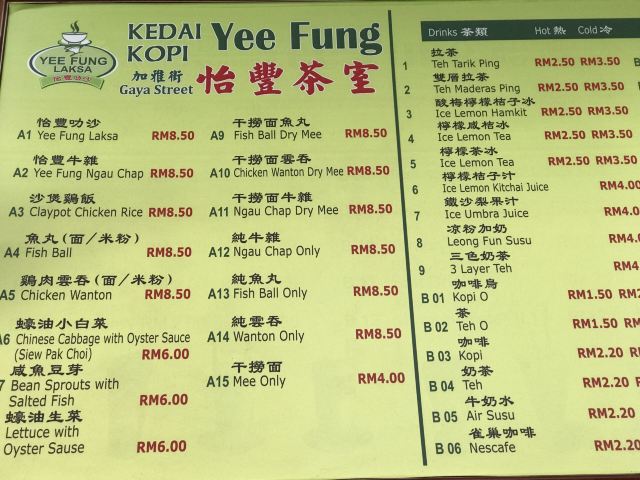 YEE FUNG
LAKSA
怡豐叻沙
KEDAI
KOPI
Yee Fung
加雅街
Gaya Street
怡豐茶室
怡豐叻沙
A1 Yee Fung Laksa RM8.50
怡豐牛雜
A2 Yee Fung Ngau Chap RM8.50
沙煲鷄飯
A3 Claypot Chicken Rice RM8.50
魚丸(面/米粉)
A4 Fish Ball RM8.50
鷄肉雲吞(面/米粉)
A5 Chicken Wanton RM8.50
蠔油小白菜
A6 Chinese Cabbage with Oyster Sauce
(Siew Pak Choi) RM6.00
咸魚豆芽
7 Bean Sprouts with
Salted Fish RM6.00
蠔油生菜
Lettuce with
Oyster Sause RM6.00
干撈面魚丸
A9 Fish Ball Dry Mee RM8.50
干撈面雲吞
A10 Chicken Wanton Dry Mee RM8.50
干撈面牛雜
A11 Ngau Chap Dry Mee RM8.50
純牛雜
A12 Ngau Chap Only RM8.50
純魚丸
A13 Fish Ball Only RM8.50
純雲吞
A14 Wanton Only RM8.50
干撈面
A15 Mee Only RM4.00
Drinks 茶類 Hot 熱 Cold 冷
拉茶
1 Teh Tarik Ping RM2.50 RM3.50
雙層拉茶
2 Teh Maderas Ping RM2.50 RM3.50
酸梅檸檬桔子冰
3 Ice Lemon Hamkit RM2.50 RM3.50
檸檬咸桔冰
4 Ice Lemon Tea RM2.50 RM3.50
檸檬茶冰
5 Ice Lemon Tea RM2.50 RM3.50
檸檬桔子汁
6 Ice Lemon Kitchai Juice RM4.00
鐵沙梨果汁
7 Ice Umbra Juice RM4.0
凉粉加奶
8 Leong Fun Susu RM4.
三色奶茶
9 3 Layer Teh RM4.
咖啡烏
B 01 Kopi O RM1.50 RM2
茶
B 02 Teh O RM1.50 RM
咖啡
B 03 Kopi RM2.20 RM
奶茶
B 04 Teh RM2.20 RM
牛奶水
B 05 Air Susu RM2.20
雀巢咖啡
B 06 Nescafe RM2.20